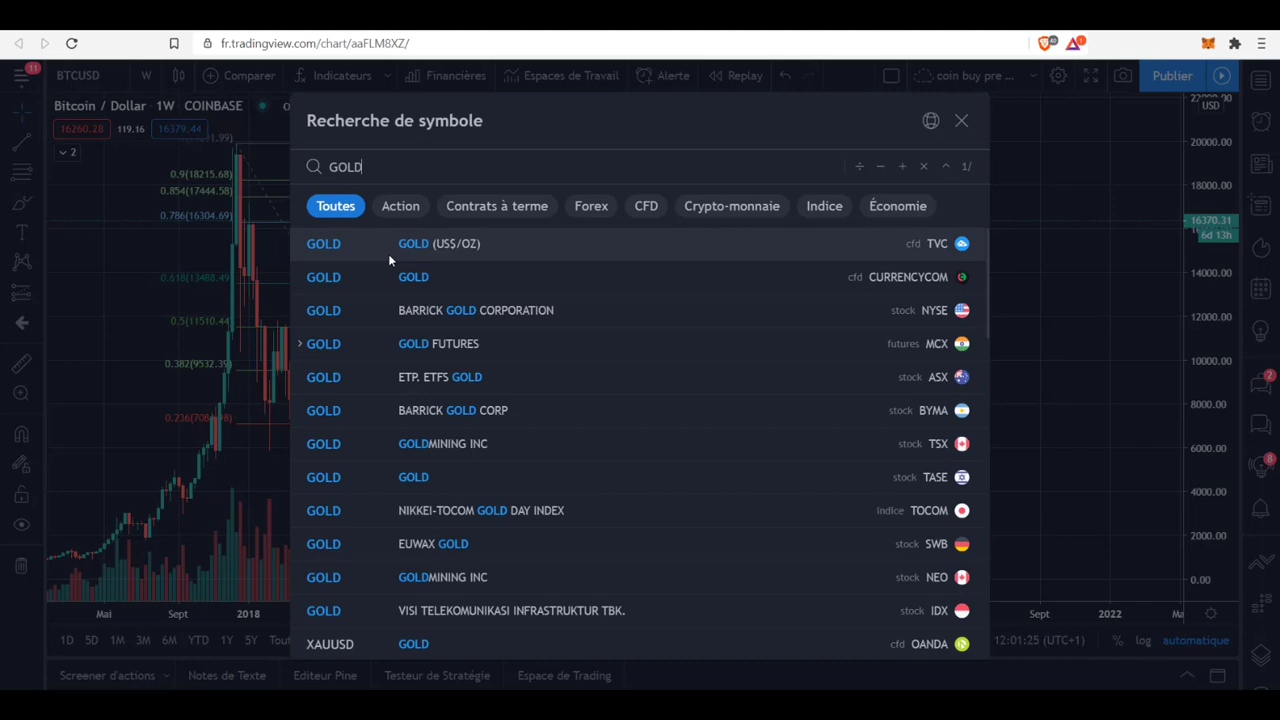 fr.tradingview.com/chart/aaFLM8XZ/
40
1
11
BTCUSD W Comparer Indicateurs Financières Espaces de Travail Alerte Replay coin buy pre ... Publier
Bitcoin / Dollar 1W COINBASE
USD
16260.28 119.16 16379.44
2
Recherche de symbole
GOLD
1/
Toutes Action Contrats à terme Forex CFD Crypto-monnaie Indice Économie
GOLD GOLD (US$/OZ) cfd TVC
GOLD GOLD cfd CURRENCYCOM
GOLD BARRICK GOLD CORPORATION stock NYSE
GOLD GOLD FUTURES futures MCX
GOLD ETP. ETFS GOLD stock ASX
GOLD BARRICK GOLD CORP stock BYMA
GOLD GOLDMINING INC stock TSX
GOLD GOLD stock TASE
GOLD NIKKEI-TOCOM GOLD DAY INDEX indice TOCOM
GOLD EUWAX GOLD stock SWB
GOLD GOLDMINING INC stock NEO
GOLD VISI TELEKOMUNIKASI INFRASTRUKTUR TBK. stock IDX
XAUUSD GOLD cfd OANDA
0.9(18215.68)
0.854(17444.58)
0.786(16304.69)
0.618(13488.49)
0.5(11510.44)
0.382(9532.39)
20000.00
18000.00
16370.31
6d 13h
14000.00
12000.00
10000.00
8000.00
6000.00
4000.00
2000.00
0.00
2
8
Mai Sept 2018 Sept 2022
1D 5D 1M 3M 6M YTD 1Y 5Y 12:01:25 (UTC+1) % log automatique
Screener d'actions Notes de Texte Editeur Pine Testeur de Stratégie Espace de Trading